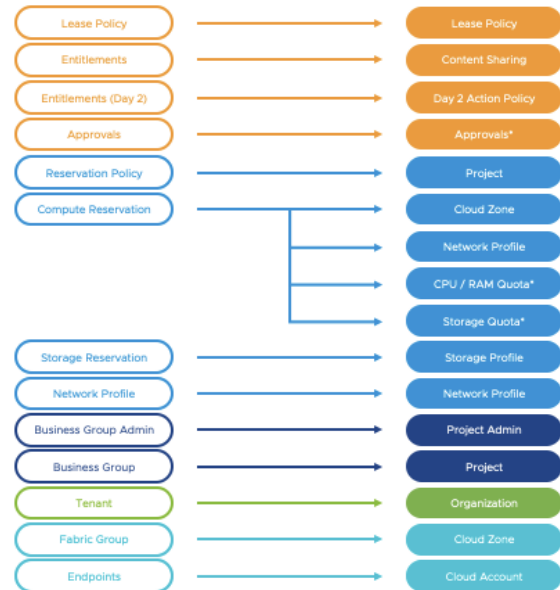 Lease Policy Lease Policy
Entitlements Content Sharing
Entitlements (Day 2) Day 2 Action Policy
Approvals Approvals*
Reservation Policy Project
Compute Reservation Cloud Zone
Network Profile
CPU / RAM Quota*
Storage Quota*
Storage Reservation Storage Profile
Network Profile Network Profile
Business Group Admin Project Admin
Business Group Project
Tenant Organization
Fabric Group Cloud Zone
Endpoints Cloud Account